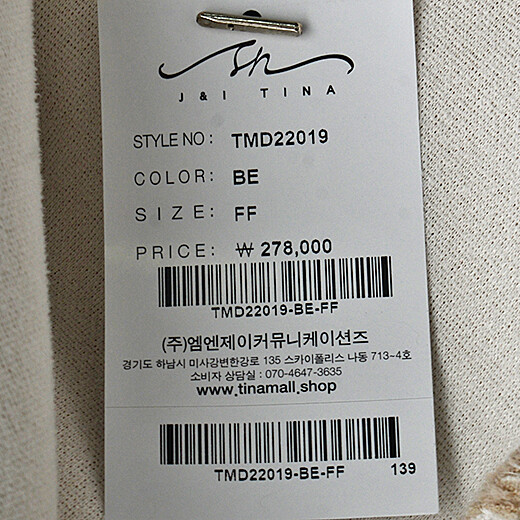 J & I TINA
STYLE NO : TMD22019
COLOR: BE
SIZE: FF
PRICE: ₩ 278,000
TMD22019-BE-FF
(주)엠엔제이커뮤니케이션즈
경기도 하남시 미사강변한강로 135 스카이폴리스 나동 713~4호
소비자 상담실 : 070-4647-3635
www.tinamall.shop
TMD22019-BE-FF 139